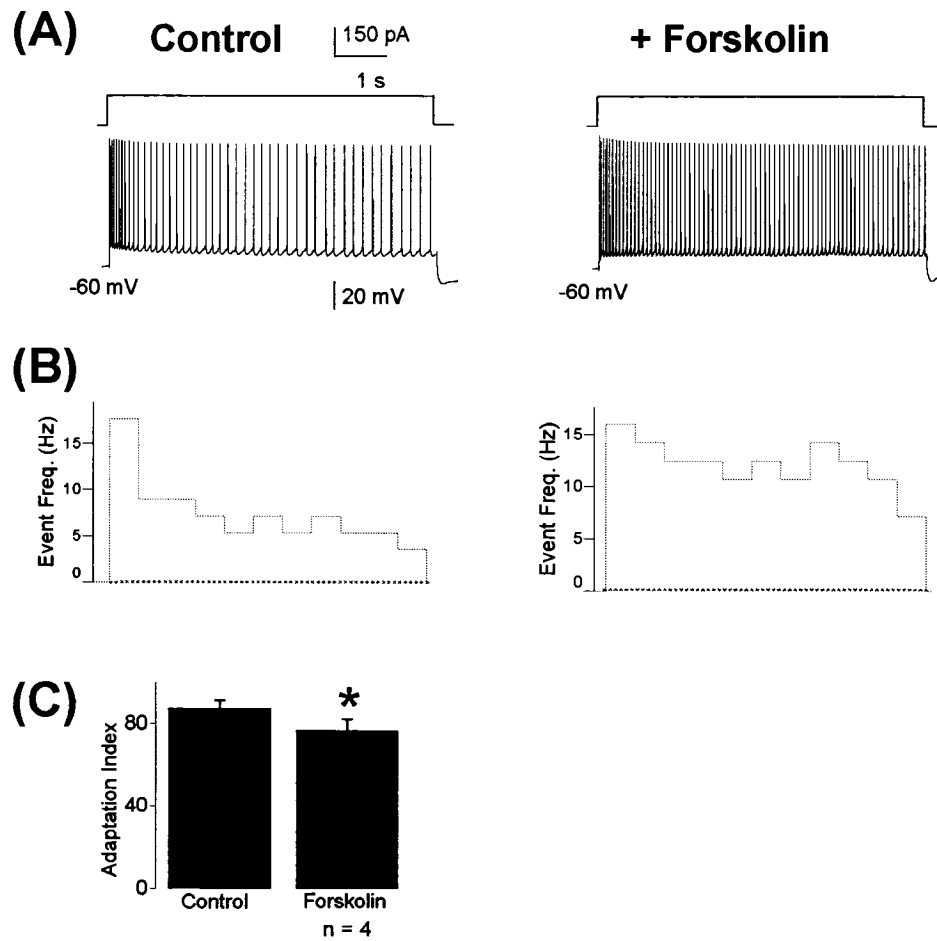 (A) Control 150 pA + Forskolin
1 s
-60 mV 20 mV -60 mV
(B)
Event Freq. (Hz)
15
10
5
0
Event Freq. (Hz)
15
10
5
0
(C)
Adaptation Index
80
40
0
*
Control Forskolin
n = 4